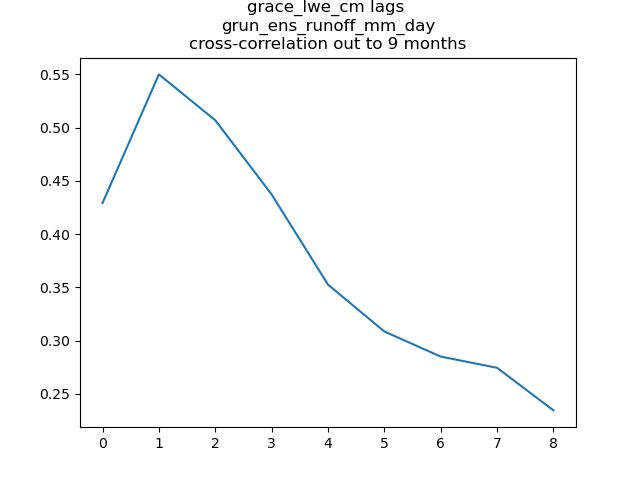 grace_lwe_cm lags
grun_ens_runoff_mm_day
cross-correlation out to 9 months
0.55
0.50
0.45
0.40
0.35
0.30
0.25
0 1 2 3 4 5 6 7 8